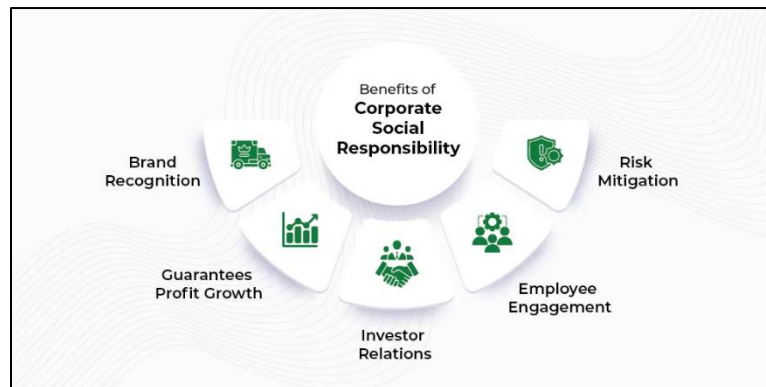 Benefits of
Corporate
Social
Responsibility
Brand
Recognition
Guarantees
Profit Growth
Investor
Relations
Employee
Engagement
Risk
Mitigation